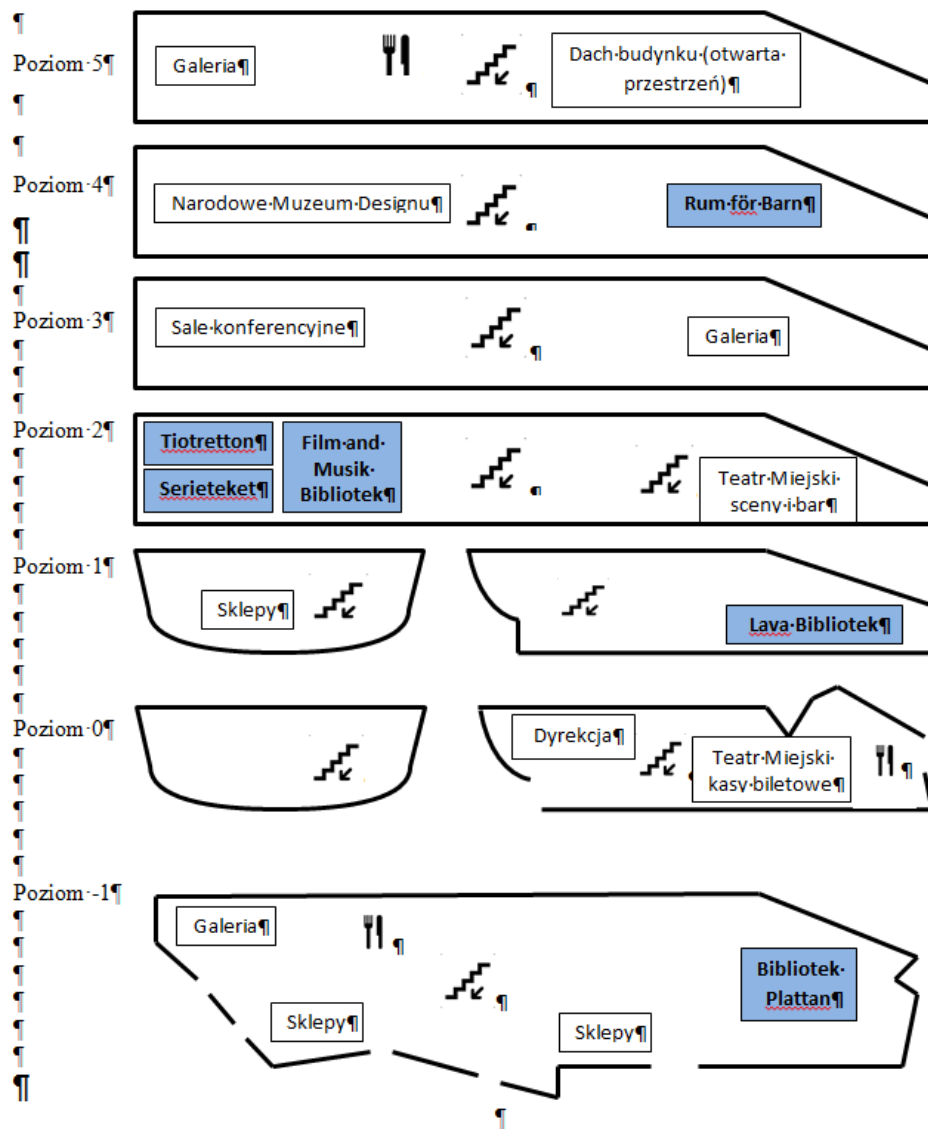 ¶
Poziom·5¶
Galeria¶
Dach·budynku·(otwarta·
przestrzeń)¶
¶
¶
¶
Poziom·4¶
Narodowe·Muzeum·Designu¶
Rum·för·Barn¶
¶
¶
¶
¶
Poziom·3¶
Sale·konferencyjne¶
Galeria¶
¶
¶
¶
¶
Poziom·2¶
Tiotretton¶
Serieteket¶
Film·and·
Musik·
Bibliotek¶
¶
Teatr·Miejski·
sceny·i·bar¶
¶
¶
¶
¶
Poziom·1¶
Sklepy¶
Lava·Bibliotek¶
¶
¶
¶
¶
¶
Poziom·0¶
Dyrekcja¶
Teatr·Miejski·
kasy·biletowe¶
¶
¶
¶
¶
¶
¶
Poziom·-1¶
Galeria¶
¶
Bibliotek·
Plattan¶
¶
Sklepy¶
Sklepy¶
¶
¶
¶
¶
¶
¶
¶
¶